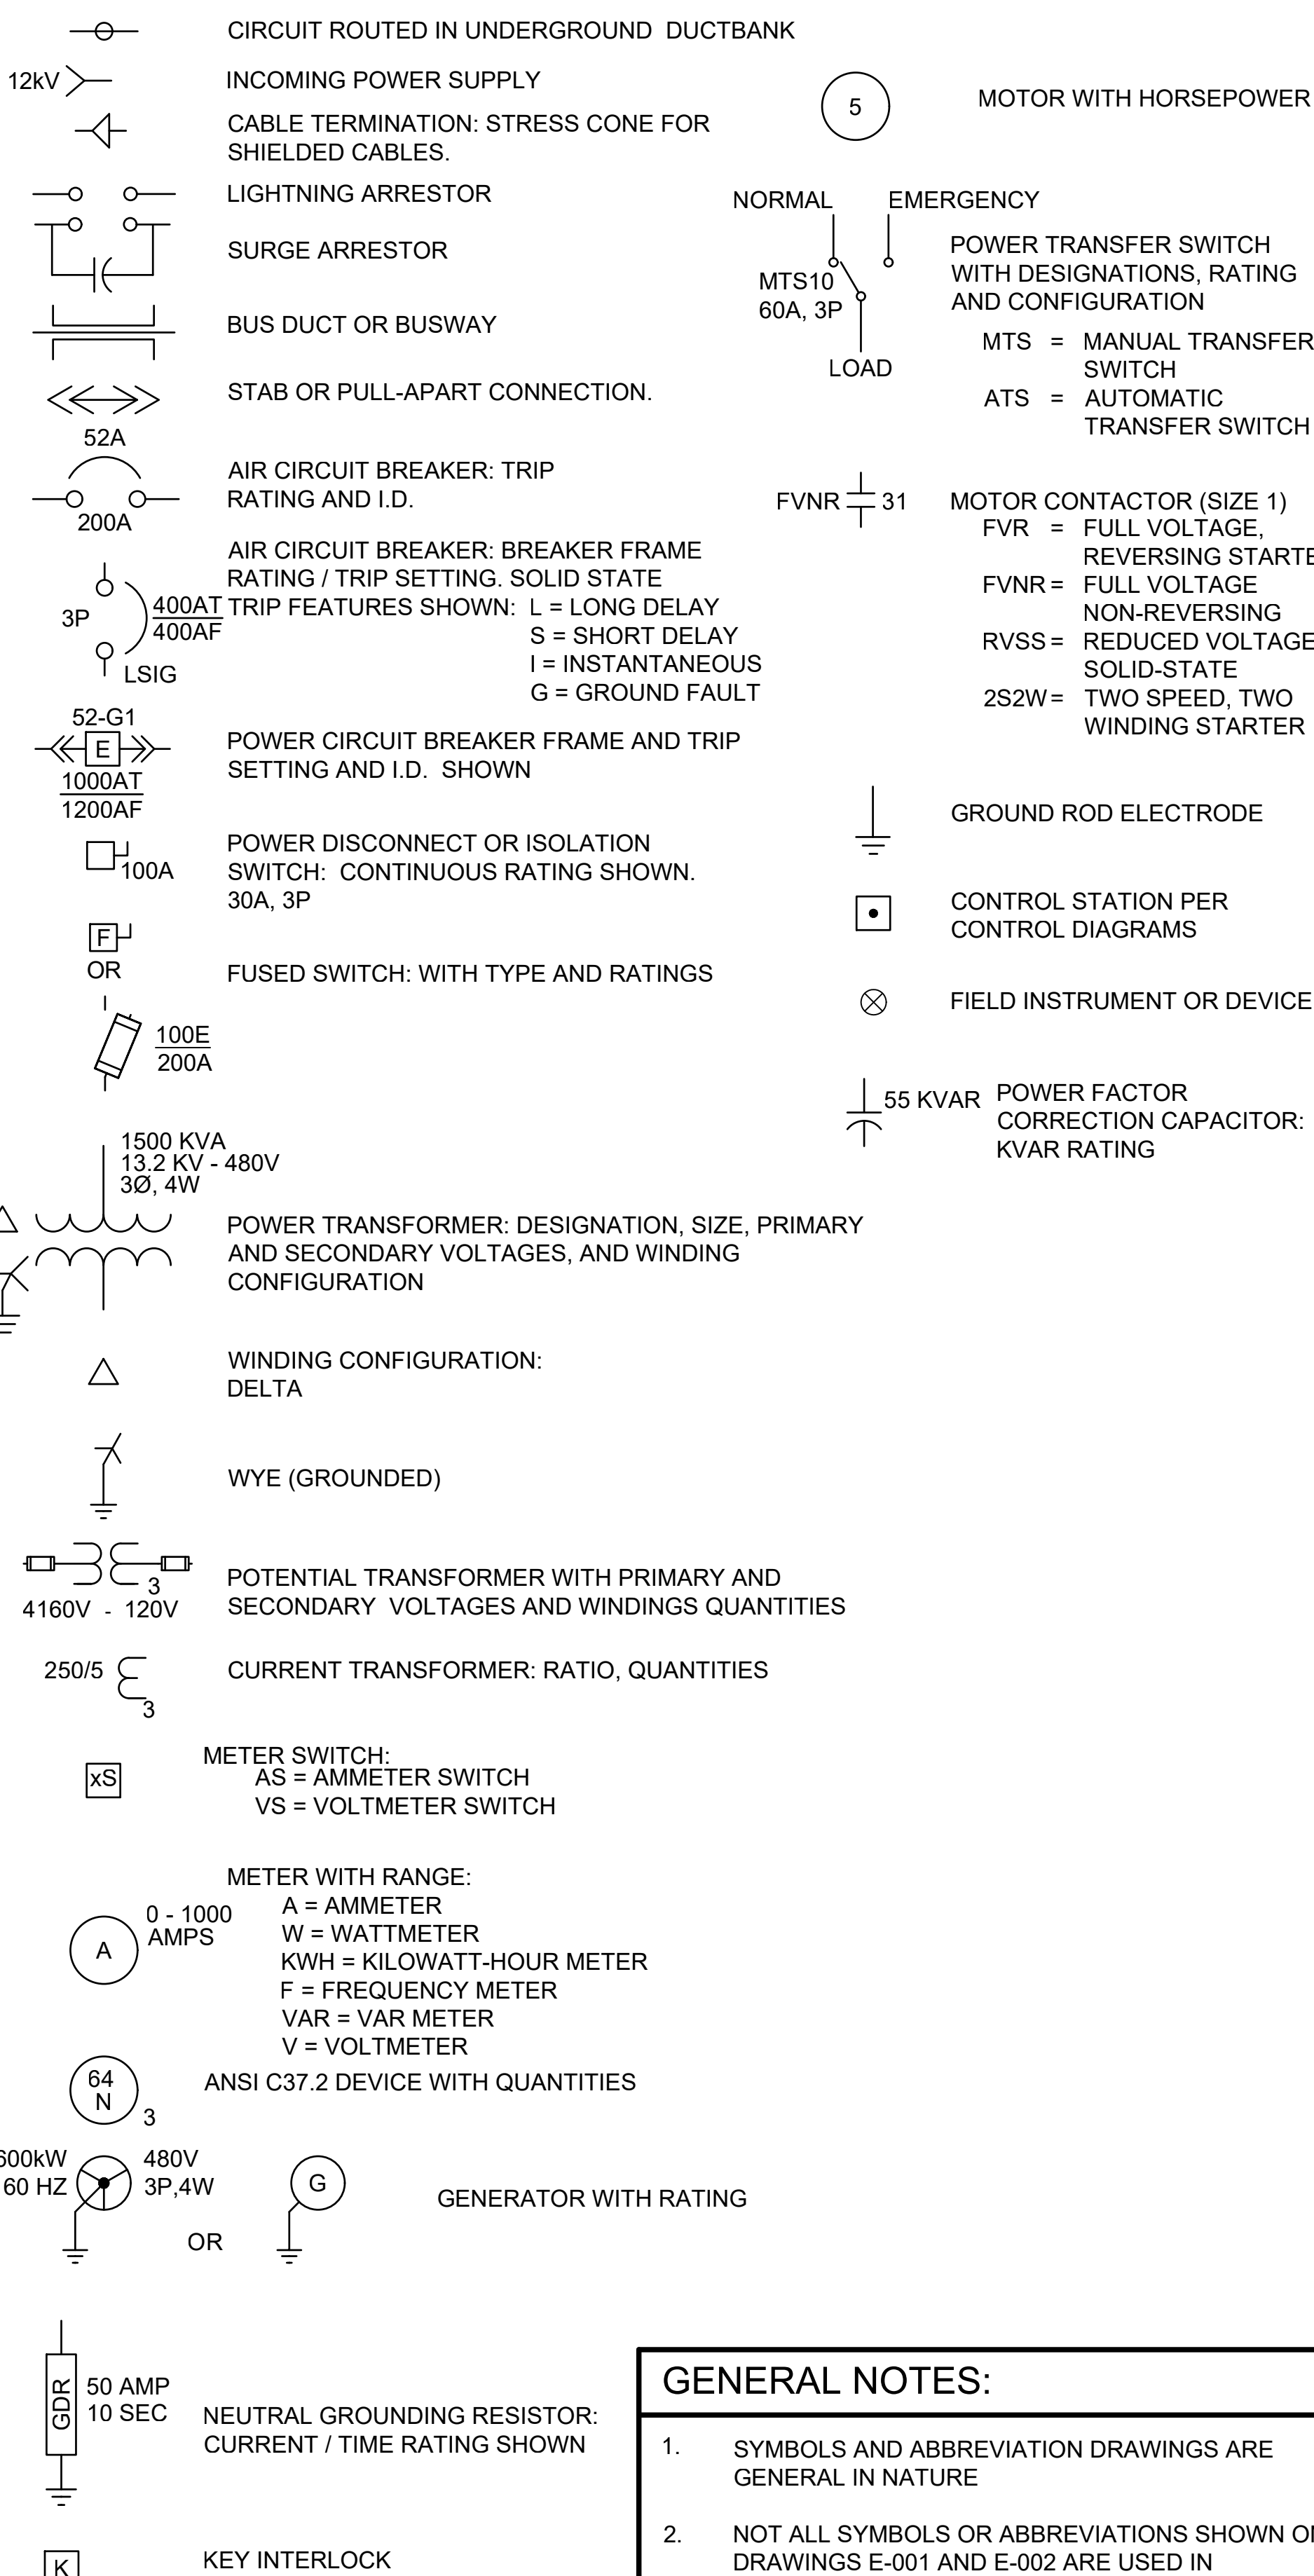 CIRCUIT ROUTED IN UNDERGROUND DUCTBANK
12kV
INCOMING POWER SUPPLY
CABLE TERMINATION: STRESS CONE FOR
SHIELDED CABLES.
LIGHTNING ARRESTOR
SURGE ARRESTOR
BUS DUCT OR BUSWAY
STAB OR PULL-APART CONNECTION.
52A
200A
AIR CIRCUIT BREAKER: TRIP
RATING AND I.D.
3P
400AT
400AF
LSIG
AIR CIRCUIT BREAKER: BREAKER FRAME
RATING / TRIP SETTING. SOLID STATE
TRIP FEATURES SHOWN: L = LONG DELAY
S = SHORT DELAY
I = INSTANTANEOUS
G = GROUND FAULT
52-G1
E
1000AT
1200AF
POWER CIRCUIT BREAKER FRAME AND TRIP
SETTING AND I.D. SHOWN
100A
POWER DISCONNECT OR ISOLATION
SWITCH: CONTINUOUS RATING SHOWN.
30A, 3P
F
OR
FUSED SWITCH: WITH TYPE AND RATINGS
100E
200A
1500 KVA
13.2 KV - 480V
3Ø, 4W
POWER TRANSFORMER: DESIGNATION, SIZE, PRIMARY
AND SECONDARY VOLTAGES, AND WINDING
CONFIGURATION
WINDING CONFIGURATION:
DELTA
WYE (GROUNDED)
3
4160V - 120V
POTENTIAL TRANSFORMER WITH PRIMARY AND
SECONDARY VOLTAGES AND WINDINGS QUANTITIES
250/5
3
CURRENT TRANSFORMER: RATIO, QUANTITIES
xS
METER SWITCH:
AS = AMMETER SWITCH
VS = VOLTMETER SWITCH
A
0 - 1000
AMPS
METER WITH RANGE:
A = AMMETER
W = WATTMETER
KWH = KILOWATT-HOUR METER
F = FREQUENCY METER
VAR = VAR METER
V = VOLTMETER
64
N
3
ANSI C37.2 DEVICE WITH QUANTITIES
600kW
60 HZ
480V
3P,4W
OR
G
GENERATOR WITH RATING
GDR
50 AMP
10 SEC
NEUTRAL GROUNDING RESISTOR:
CURRENT / TIME RATING SHOWN
K
KEY INTERLOCK
5
MOTOR WITH HORSEPOWER
NORMAL
EMERGENCY
MTS10
60A, 3P
LOAD
POWER TRANSFER SWITCH
WITH DESIGNATIONS, RATING
AND CONFIGURATION
MTS = MANUAL TRANSFER
SWITCH
ATS = AUTOMATIC
TRANSFER SWITCH
FVNR
31
MOTOR CONTACTOR (SIZE 1)
FVR = FULL VOLTAGE,
REVERSING
FVNR = FULL VOLTAGE
NON-REVERSING
RVSS = REDUCED VOLTAGE
SOLID-STATE
2S2W = TWO SPEED, TWO
WINDING STARTER
GROUND ROD ELECTRODE
CONTROL STATION PER
CONTROL DIAGRAMS
FIELD INSTRUMENT OR DEVICE
55 KVAR
POWER FACTOR
CORRECTION CAPACITOR:
KVAR RATING
GENERAL NOTES:
1. SYMBOLS AND ABBREVIATION DRAWINGS ARE
GENERAL IN NATURE
2. NOT ALL SYMBOLS OR ABBREVIATIONS SHOWN
DRAWINGS E-001 AND E-002 ARE USED IN